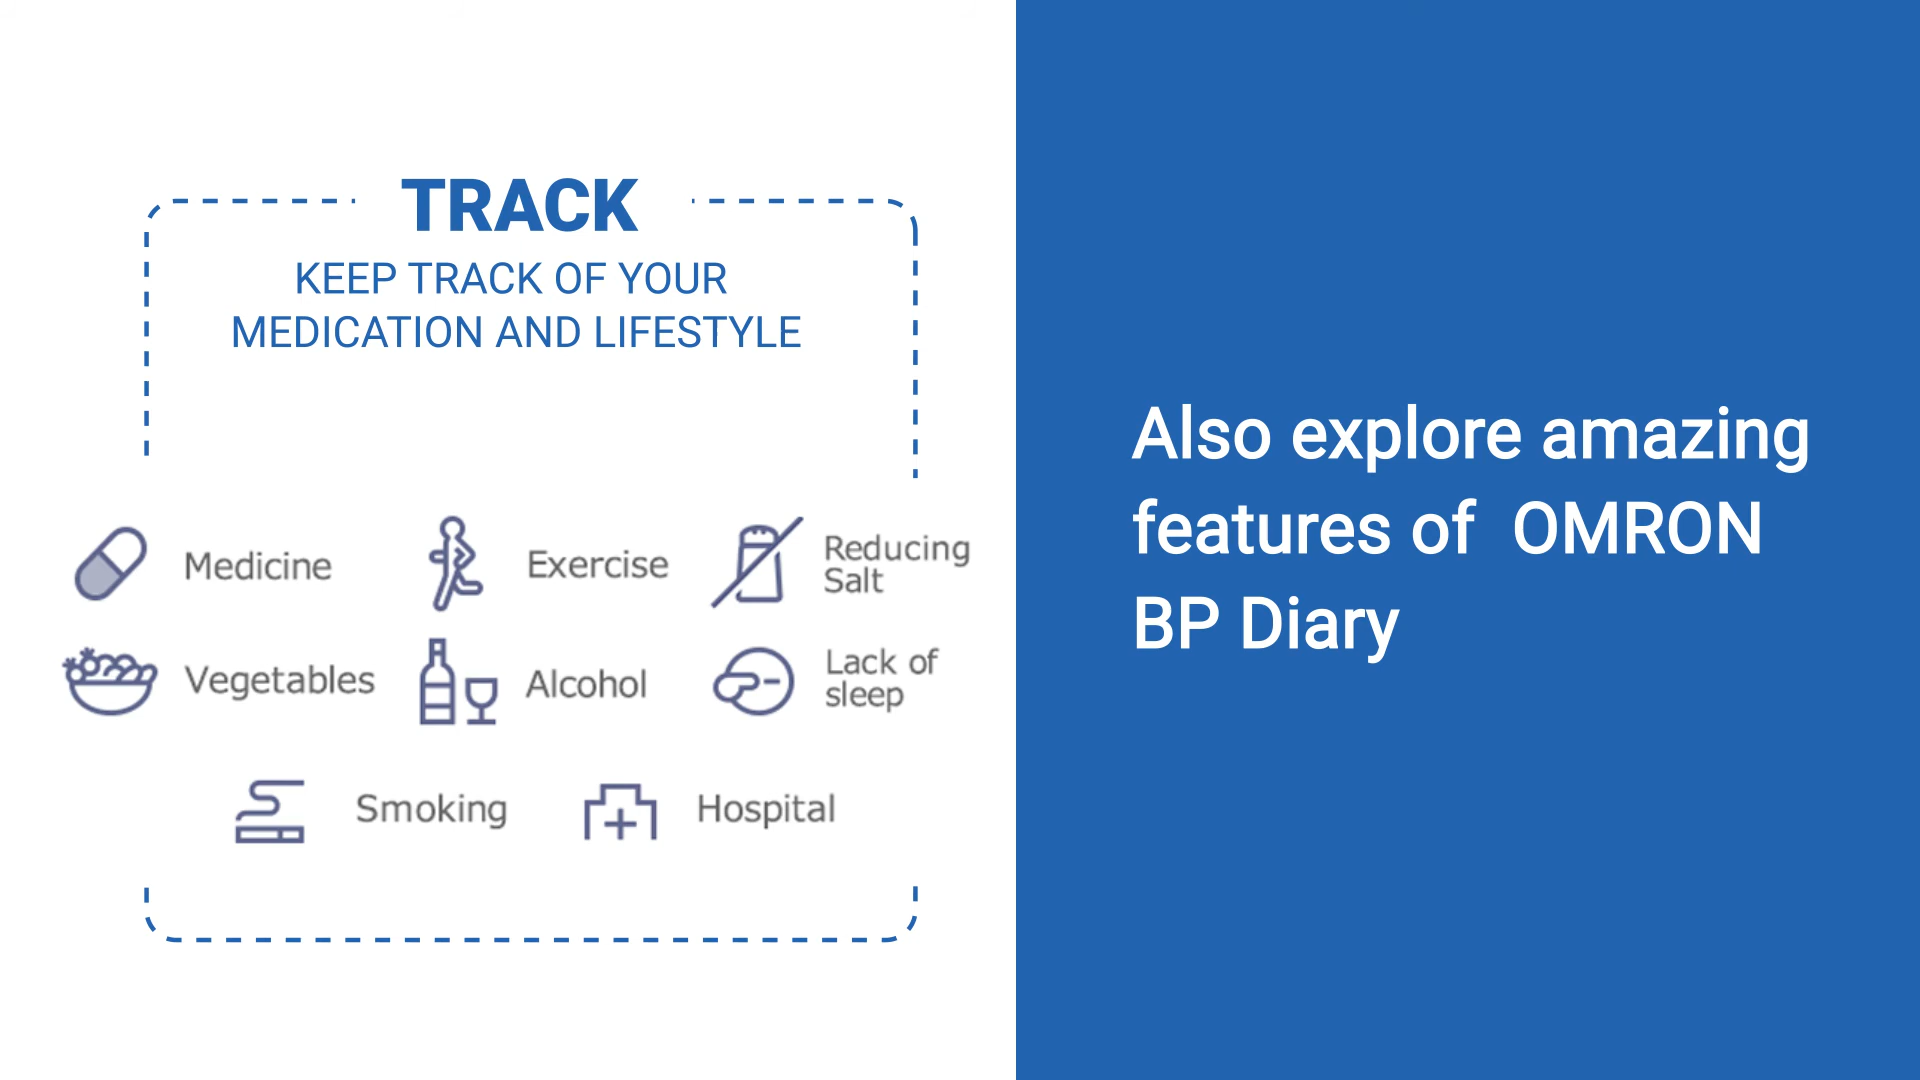 TRACK
KEEP TRACK OF YOUR
MEDICATION AND LIFESTYLE
Medicine
Exercise
Reducing
Salt
Vegetables
Alcohol
Lack of
sleep
Smoking
Hospital
Also explore amazing
features of  OMRON
BP Diary